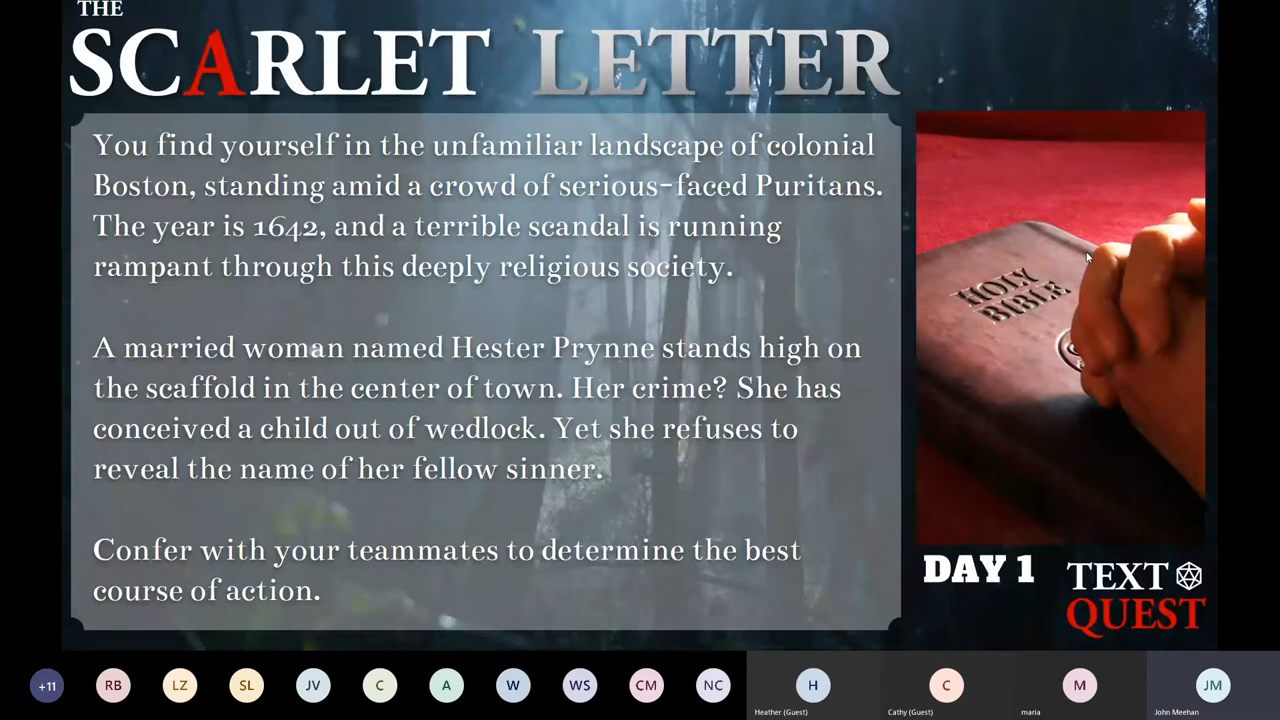 THE
SCARLET LETTER
You find yourself in the unfamiliar landscape of colonial
Boston, standing amid a crowd of serious-faced Puritans.
The year is 1642, and a terrible scandal is running
rampant through this deeply religious society.
A married woman named Hester Prynne stands high on
the scaffold in the center of town. Her crime? She has
conceived a child out of wedlock. Yet she refuses to
reveal the name of her fellow sinner.
Confer with your teammates to determine the best
course of action.
HOLY
BIBLE
DAY 1
TEXT
QUEST
+11 RB LZ SL JV C A W WS CM NC H C M JM
Heather (Guest) Cathy (Guest) maria John Meehan